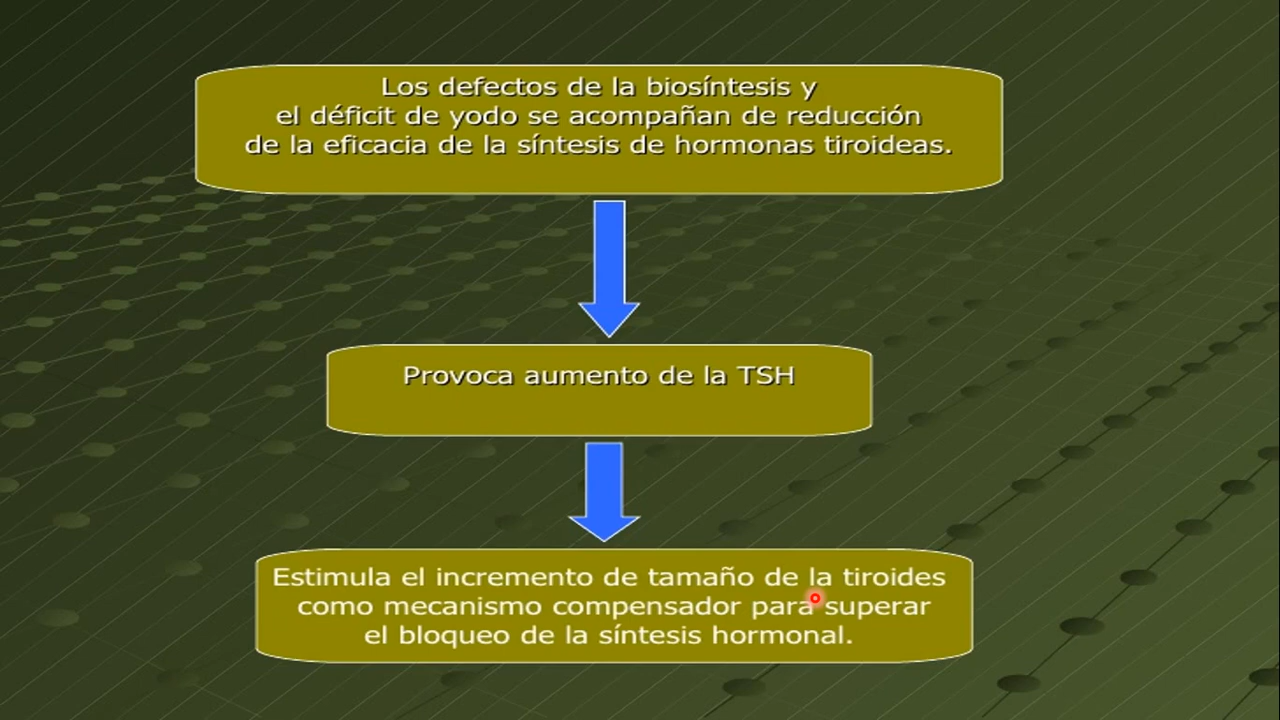 Los defectos de la biosíntesis y
el déficit de yodo se acompañan de reducción
de la eficacia de la síntesis de hormonas tiroideas.
Provoca aumento de la TSH
Estimula el incremento de tamaño de la tiroides
como mecanismo compensador para superar
el bloqueo de la síntesis hormonal.